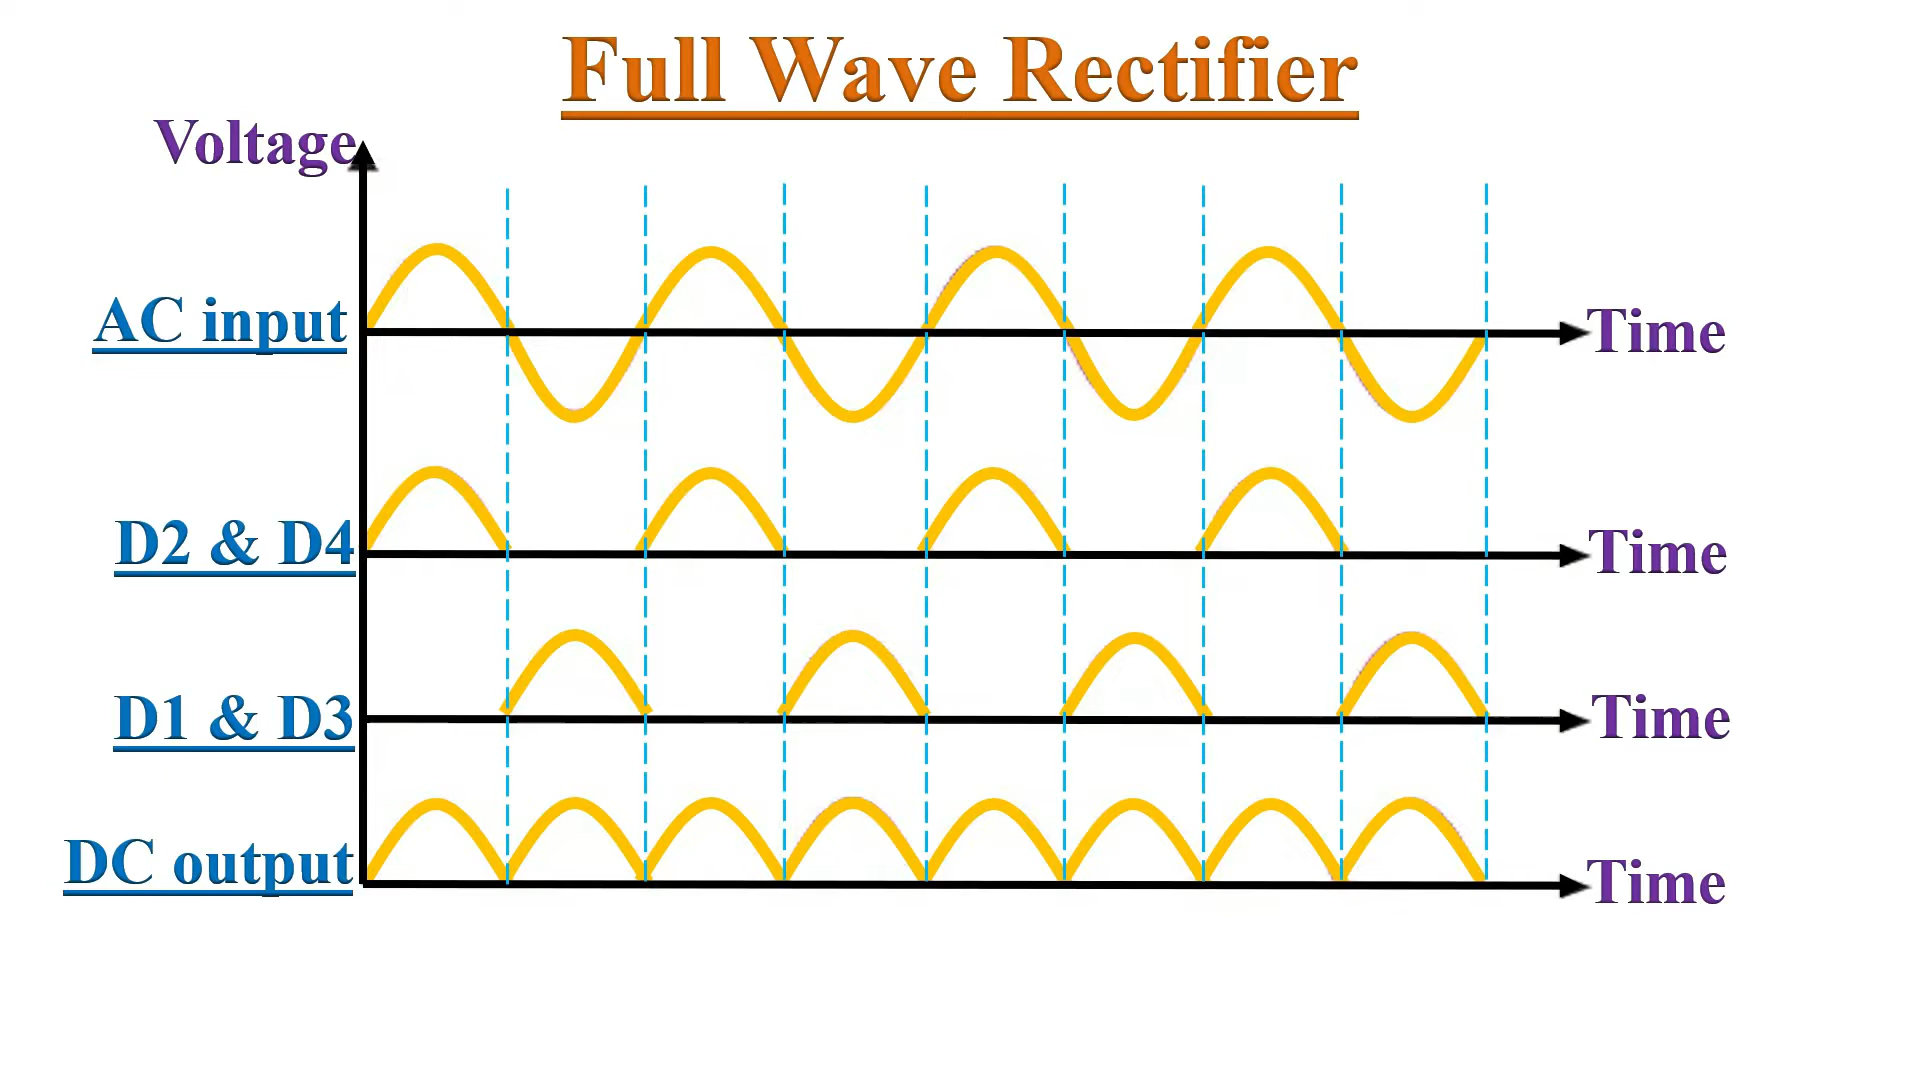 Full Wave Rectifier
Voltage
AC input
Time
D2 & D4
Time
D1 & D3
Time
DC output
Time